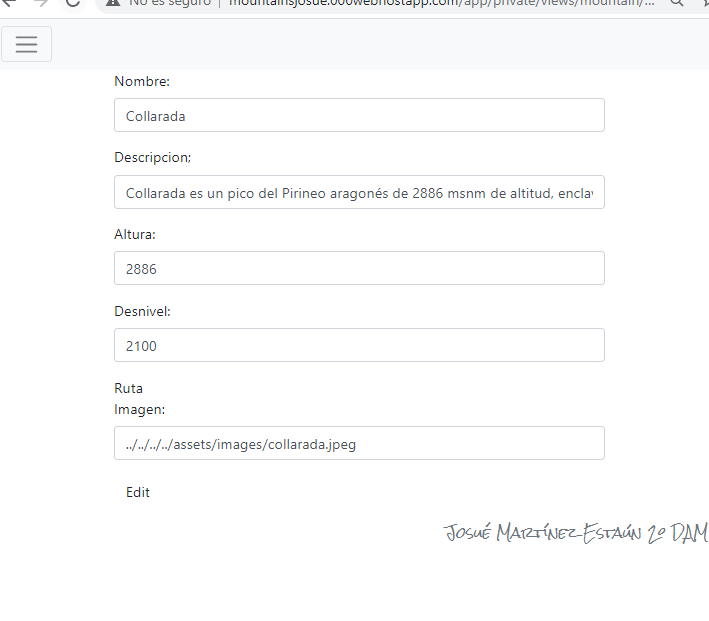 No es seguro | mountainsjosue.000webhostapp.com/app/private/views/mountain/...
Nombre:
Collarada
Descripcion;
Collarada es un pico del Pirineo aragonés de 2886 msnm de altitud,
Altura:
2886
Desnivel:
2100
Ruta
Imagen:
../../../../assets/images/collarada.jpeg
Edit
Josué Martínez Estaún 2º DAM